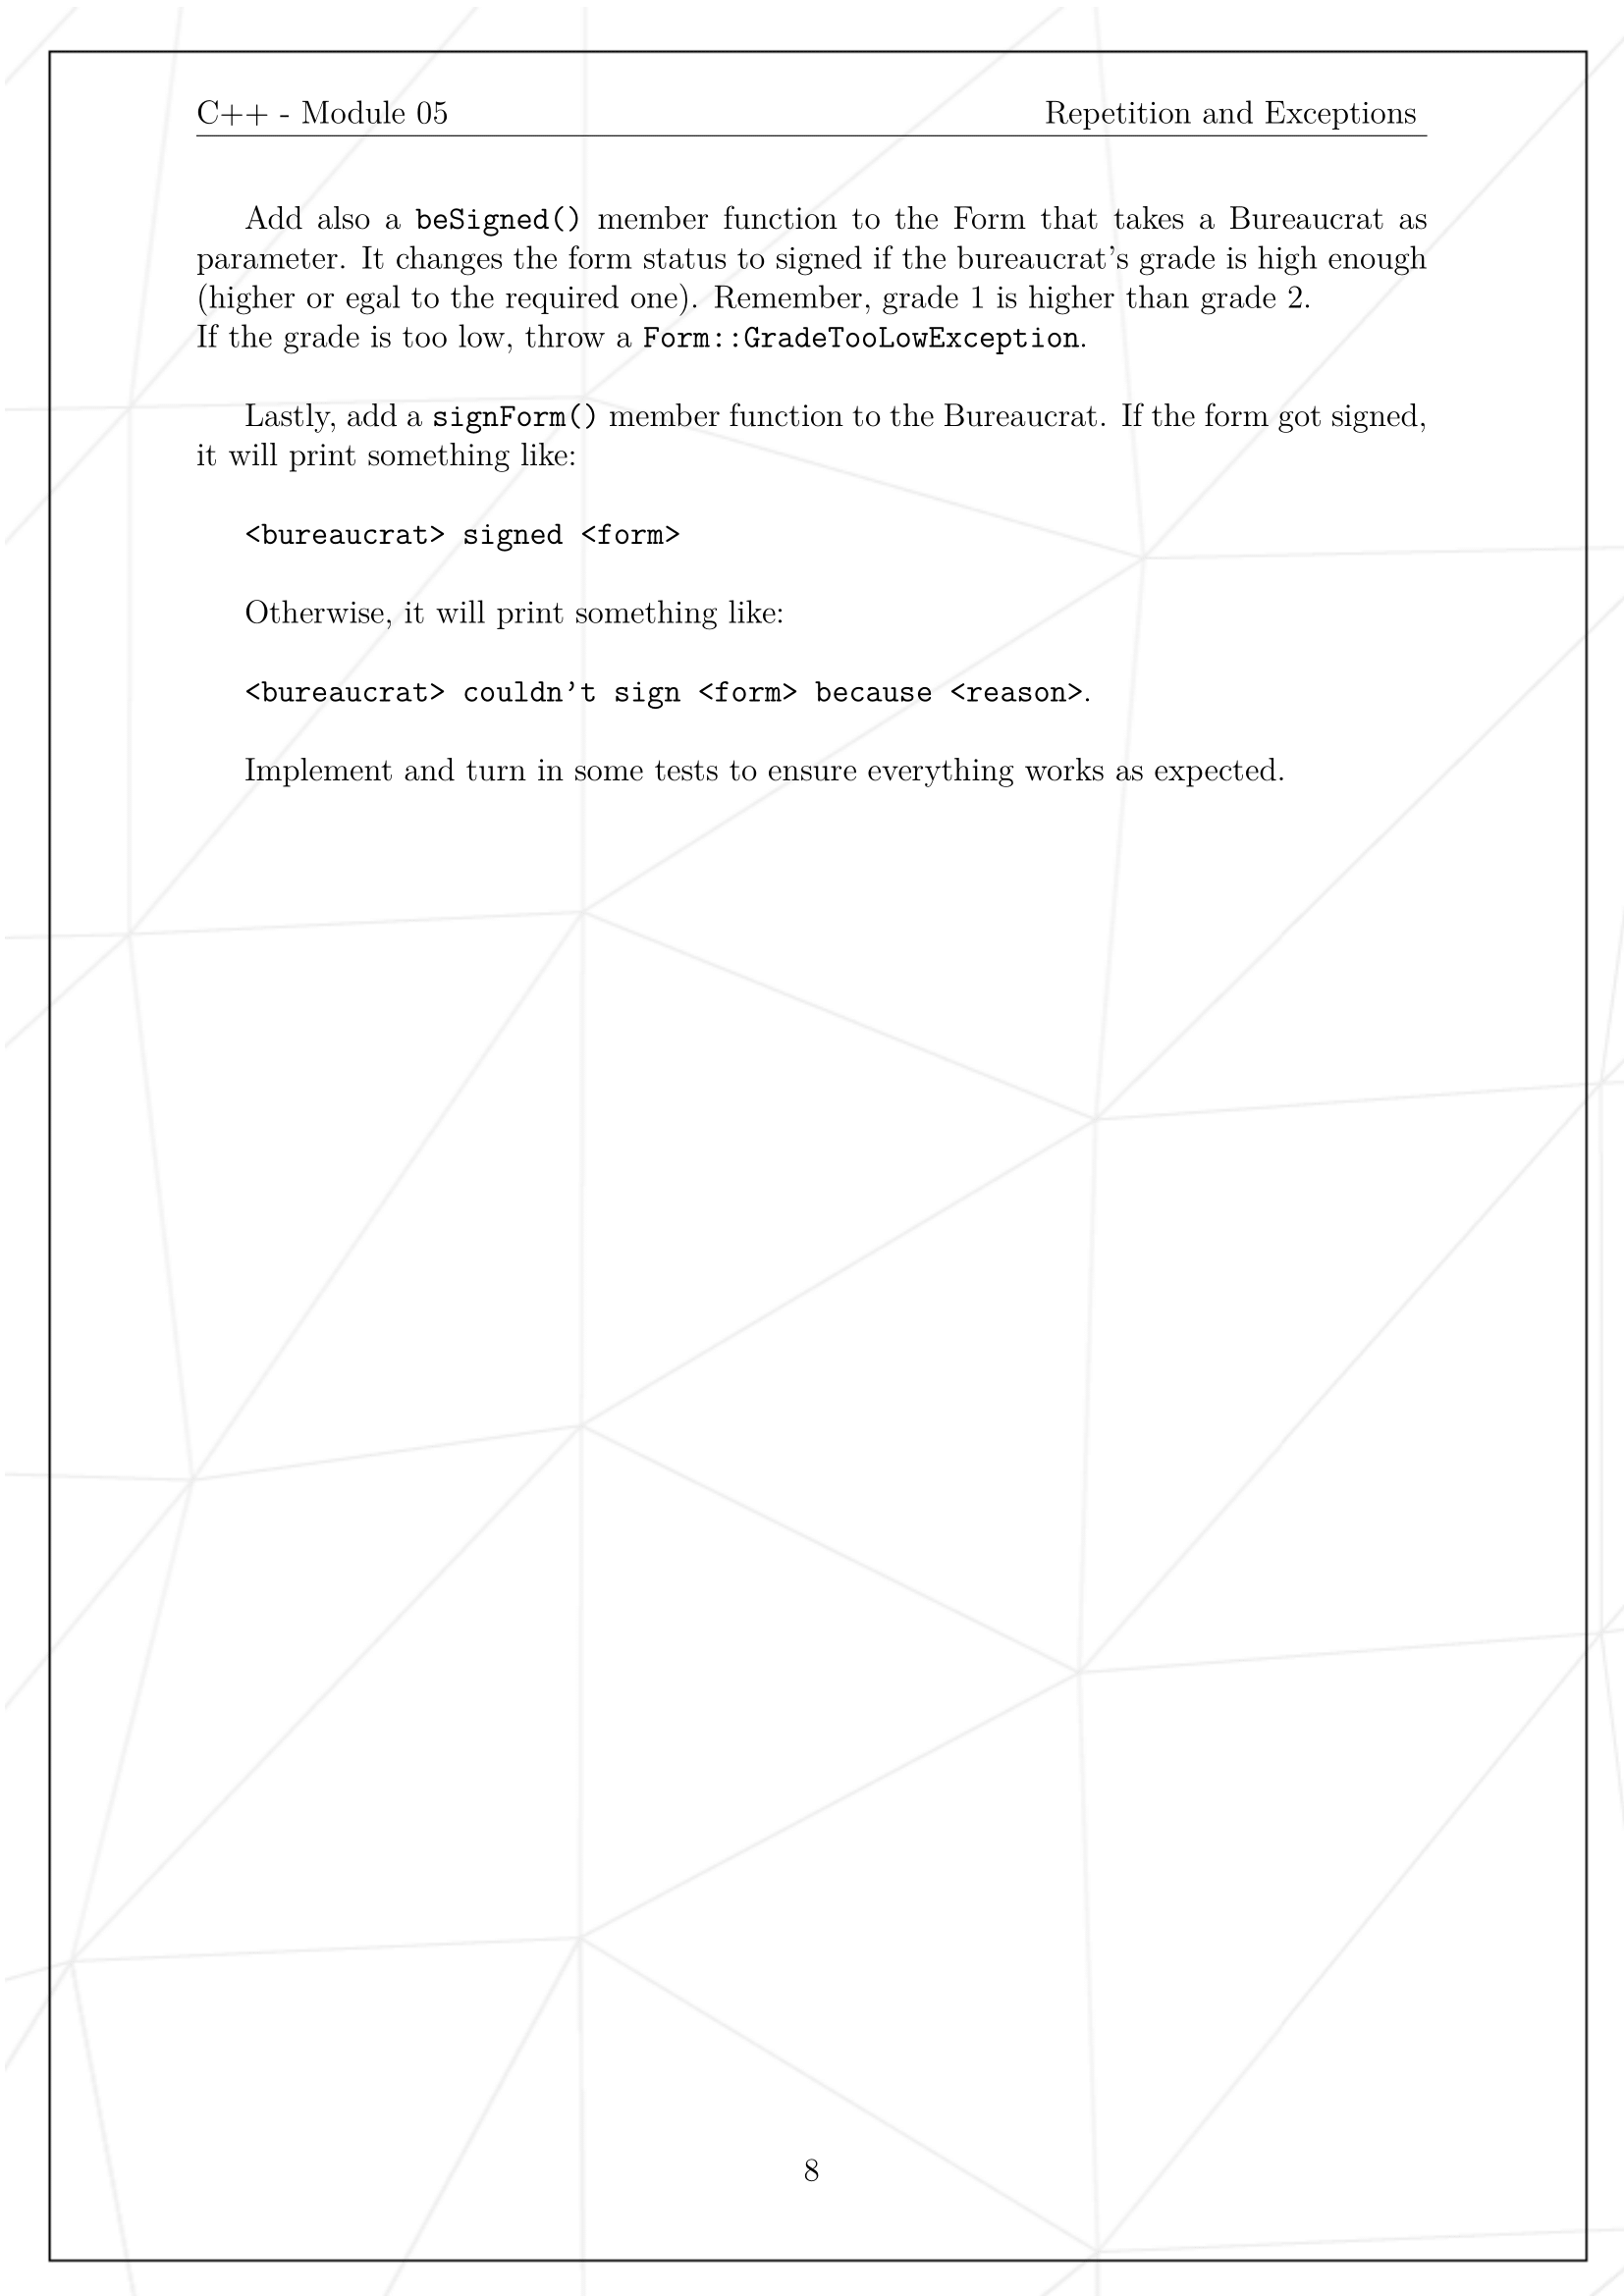 C++ - Module 05 Repetition and Exceptions
Add also a beSigned() member function to the Form that takes a Bureaucrat as
parameter. It changes the form status to signed if the bureaucrat's grade is high enough
(higher or egal to the required one). Remember, grade 1 is higher than grade 2.
If the grade is too low, throw a Form::GradeTooLowException.
Lastly, add a signForm() member function to the Bureaucrat. If the form got signed,
it will print something like:
<bureaucrat> signed <form>
Otherwise, it will print something like:
<bureaucrat> couldn't sign <form> because <reason>.
Implement and turn in some tests to ensure everything works as expected.
8